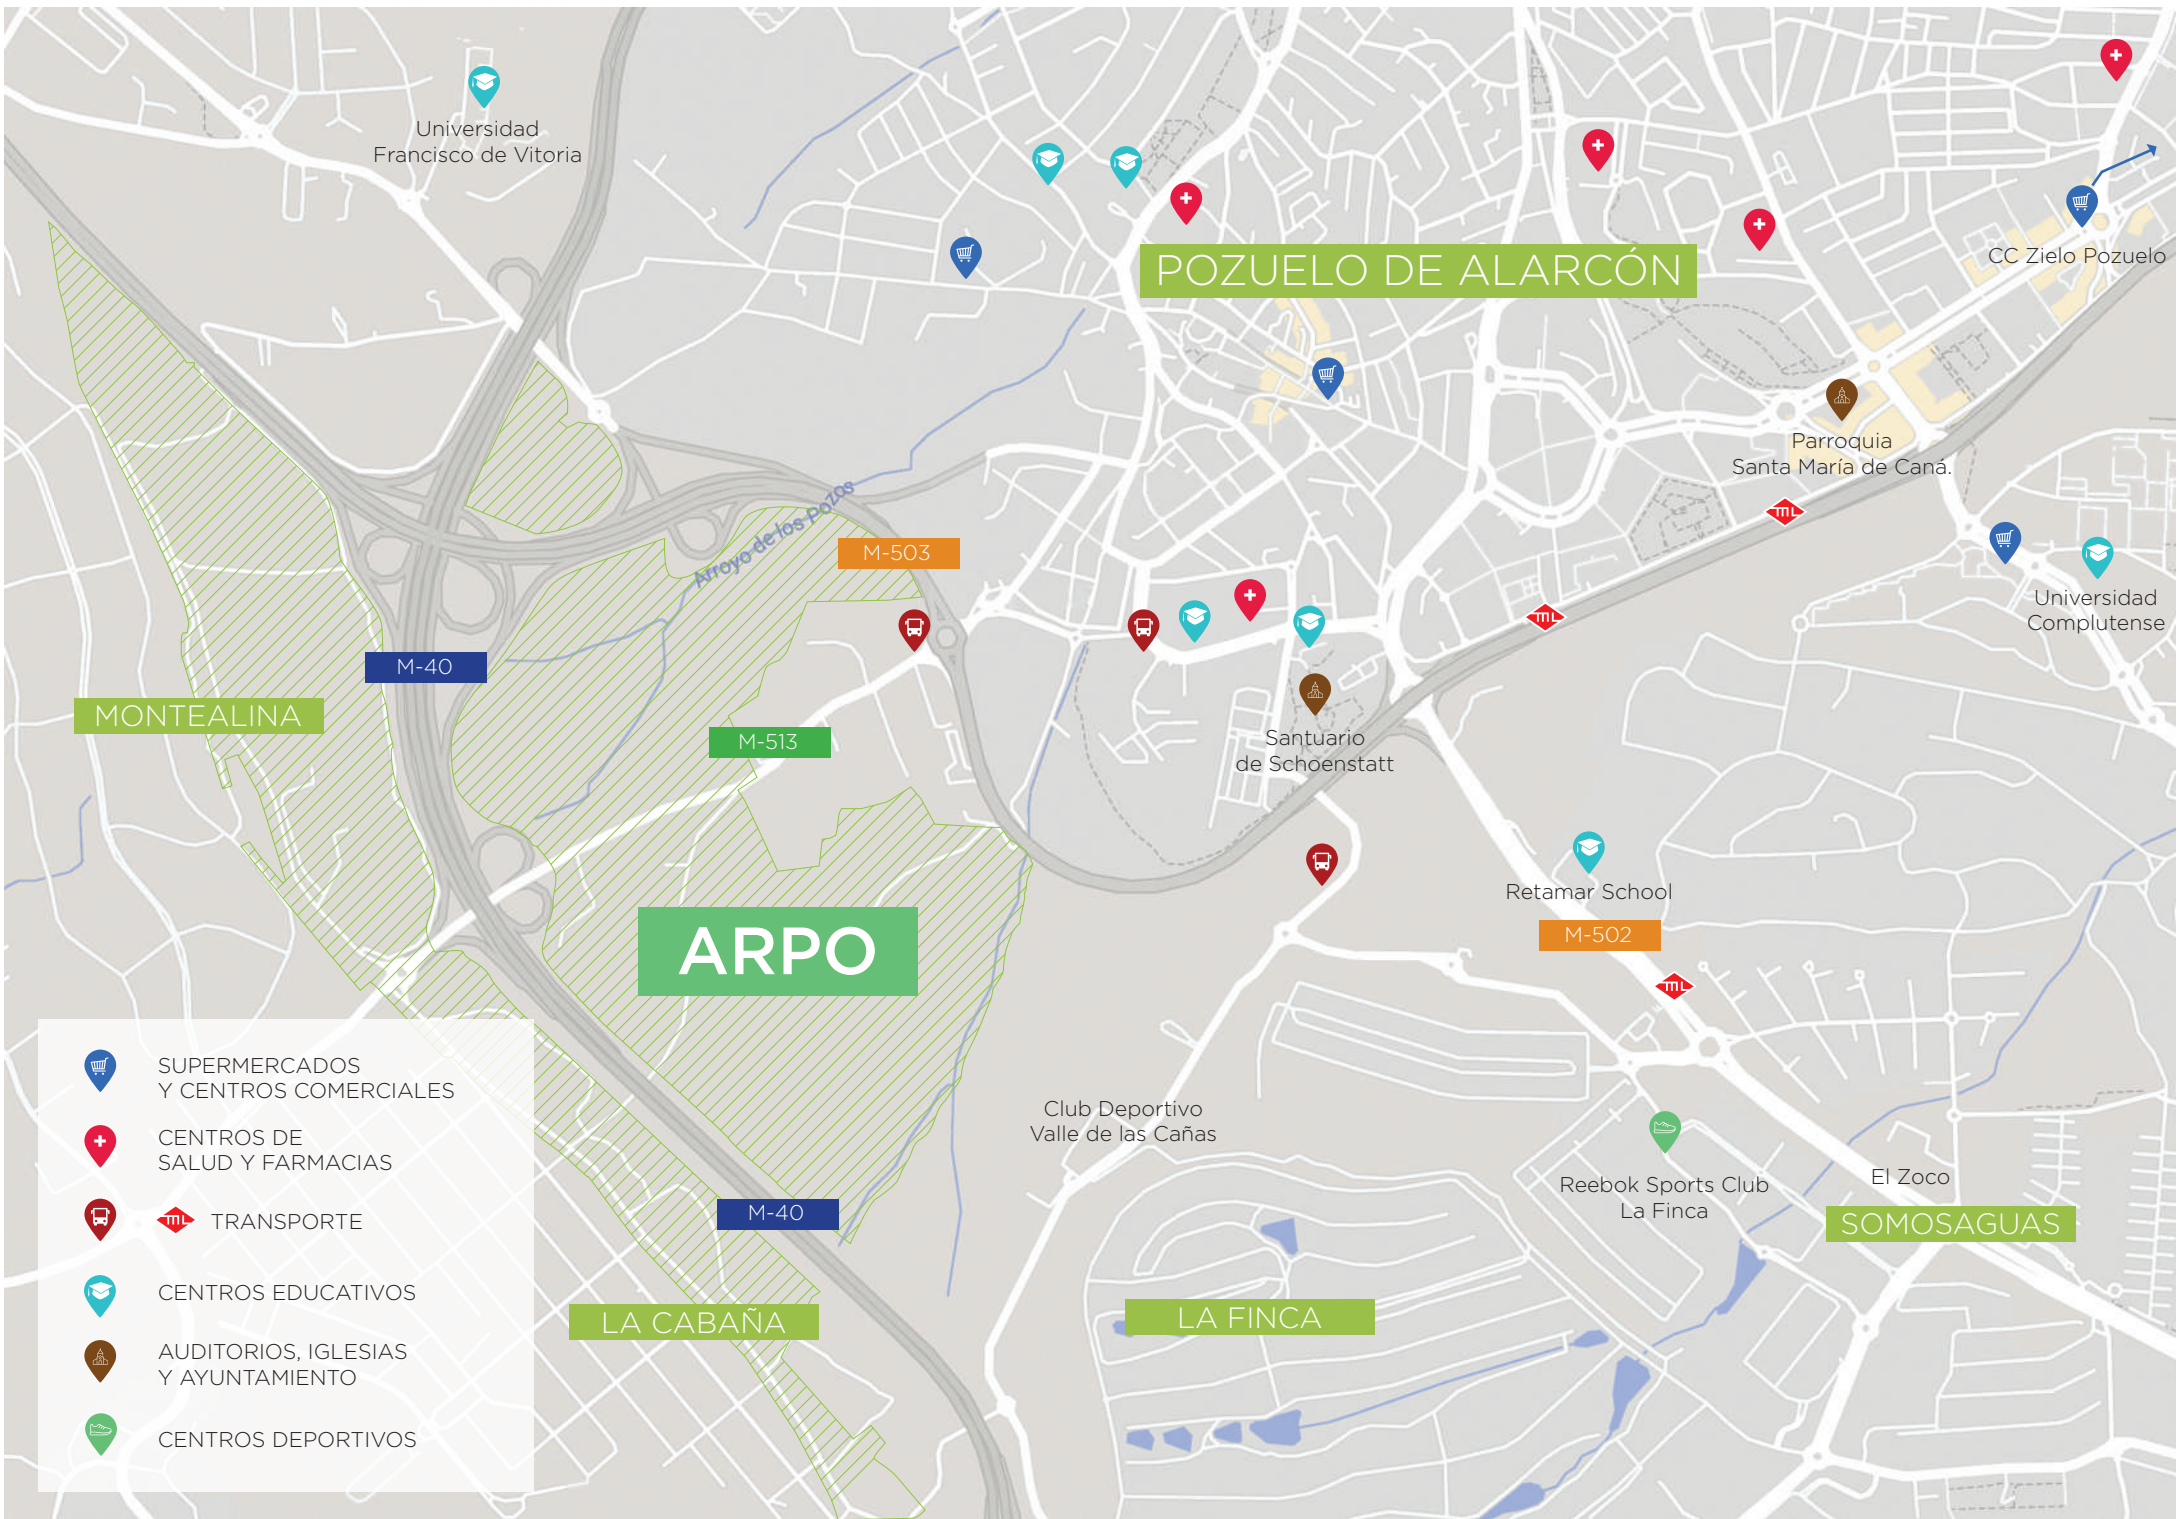 Universidad
Francisco de Vitoria
POZUELO DE ALARCÓN
CC Zielo Pozuelo
Parroquia
Santa María de Caná.
Arroyo de los Pozos
M-503
Universidad
Complutense
M-40
MONTEALINA
M-513
Santuario
de Schoenstatt
Retamar School
M-502
ARPO
SUPERMERCADOS
Y CENTROS COMERCIALES
CENTROS DE
SALUD Y FARMACIAS
TRANSPORTE
CENTROS EDUCATIVOS
AUDITORIOS, IGLESIAS
Y AYUNTAMIENTO
CENTROS DEPORTIVOS
Club Deportivo
Valle de las Cañas
Reebok Sports Club
La Finca
El Zoco
SOMOSAGUAS
M-40
LA CABAÑA
LA FINCA